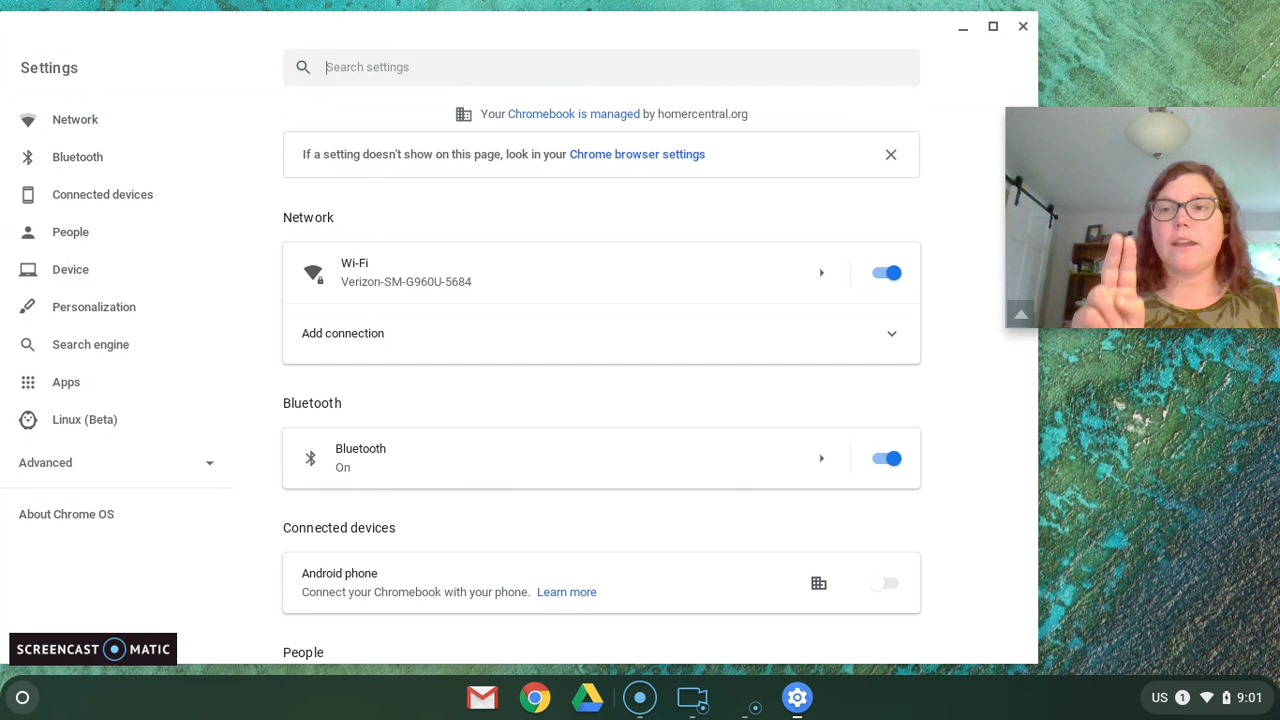 Settings
Search settings
Network
Bluetooth
Connected devices
People
Device
Personalization
Search engine
Apps
Linux (Beta)
Advanced
About Chrome OS
Your Chromebook is managed by homercentral.org
If a setting doesn't show on this page, look in your Chrome browser settings
Network
Wi-Fi
Verizon-SM-G960U-5684
Add connection
Bluetooth
Bluetooth
On
Connected devices
Android phone
Connect your Chromebook with your phone. Learn more
People
SCREENCAST MATIC
US 1 9:01